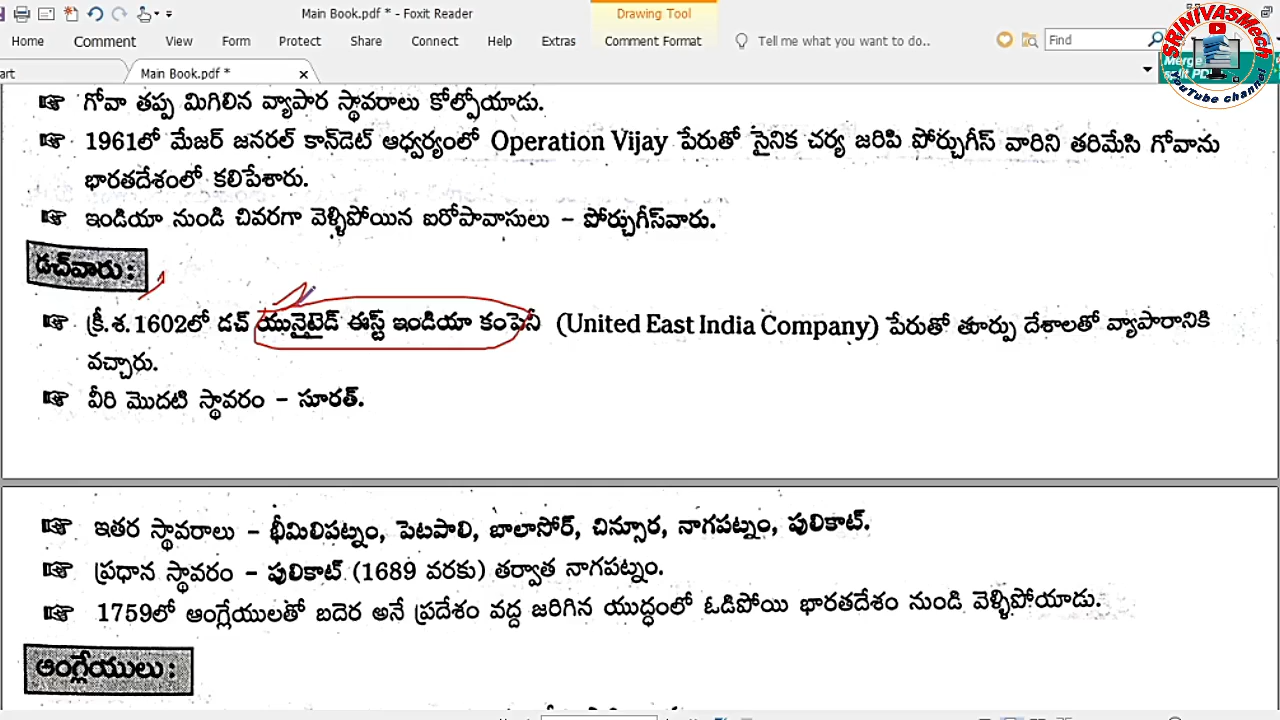 Main Book.pdf * - Foxit Reader
Drawing Tool
Home Comment View Form Protect Share Connect Help Extras Comment Format Tell me what you want to do.. Find
SRINIVASMech
YouTube channel
art Main Book.pdf * ×
గోవా తప్ప మిగిలిన వ్యాపార స్థావరాలు కోల్పోయాడు.
1961లో మేజర్ జనరల్ కాన్‌డెట్ ఆధ్వర్యంలో Operation Vijay పేరుతో సైనిక చర్య జరిపి పోర్చుగీస్ వారిని తరిమేసి గోవాను
భారతదేశంలో కలిపేశారు.
ఇండియా నుండి చివరగా వెళ్ళిపోయిన ఐరోపావాసులు – పోర్చుగీస్‌వారు.
డచ్‌వారు :
క్రీ.శ. 1602లో డచ్ యునైటైడ్ ఈస్ట్ ఇండియా కంపెనీ (United East India Company) పేరుతో తూర్పు దేశాలతో వ్యాపారానికి
వచ్చారు.
వీరి మొదటి స్థావరం – సూరత్.
ఇతర స్థావరాలు – భీమిలిపట్నం, పెటపాలి, బాలాసోర్, చిన్సూర, నాగపట్నం, పులికాట్.
ప్రధాన స్థావరం – పులికాట్ (1689 వరకు) తర్వాత నాగపట్నం.
1759లో ఆంగ్లేయులతో బదెర అనే ప్రదేశం వద్ద జరిగిన యుద్ధంలో ఓడిపోయి భారతదేశం నుండి వెళ్ళిపోయాడు.
ఆంగ్లేయులు :